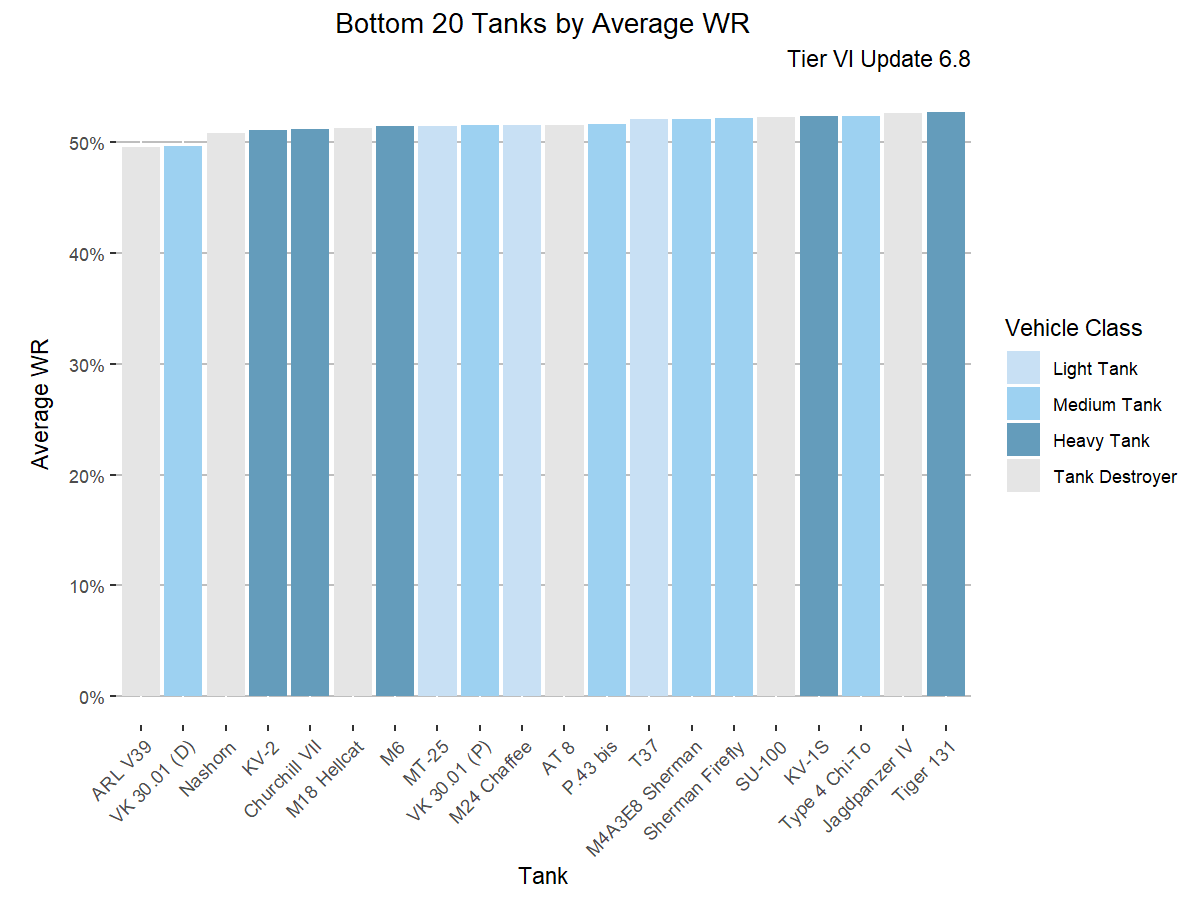 Bottom 20 Tanks by Average WR
Tier VI Update 6.8
50%
40%
30%
20%
10%
0%
Average WR
ARL V39
VK 30.01 (D)
Nashorn
KV-2
Churchill VII
M18 Hellcat
M6
MT-25
VK 30.01 (P)
M24 Chaffee
AT 8
P.43 bis
T37
M4A3E8 Sherman
Sherman Firefly
SU-100
KV-1S
Type 4 Chi-To
Jagdpanzer IV
Tiger 131
Tank
Vehicle Class
Light Tank
Medium Tank
Heavy Tank
Tank Destroyer